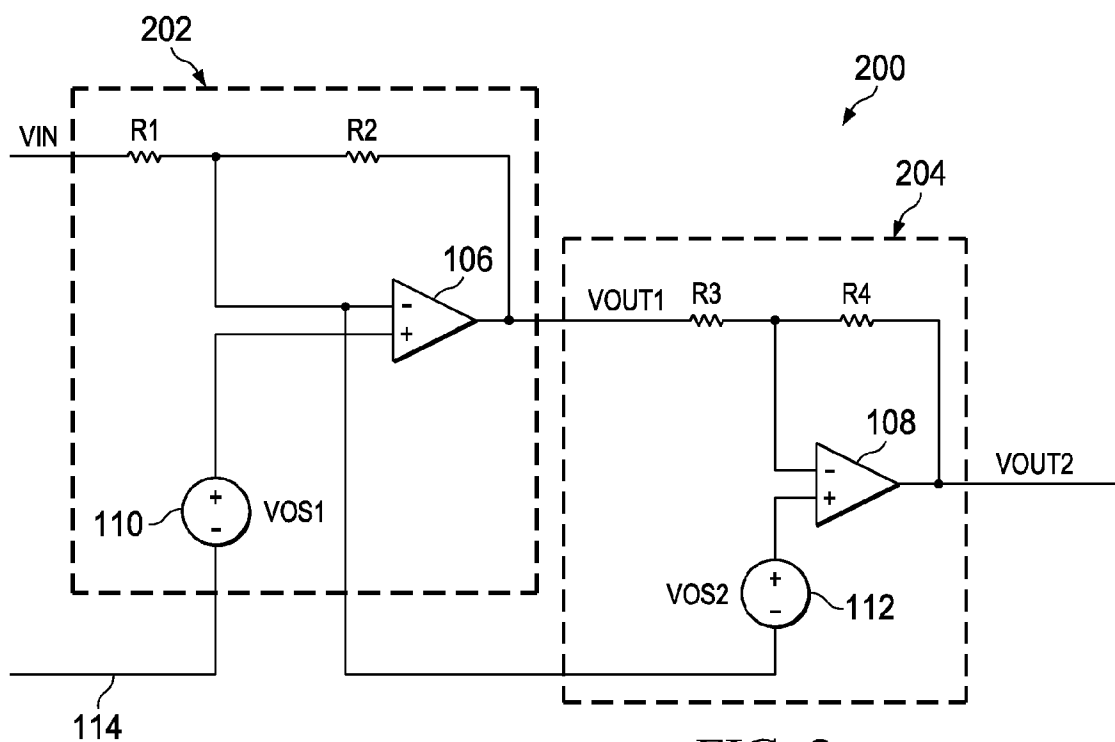 202
200
VIN
R1
R2
204
106
VOUT1
R3
R4
-
+
108
VOUT2
-
+
110
+
-
VOS1
VOS2
+
-
112
114